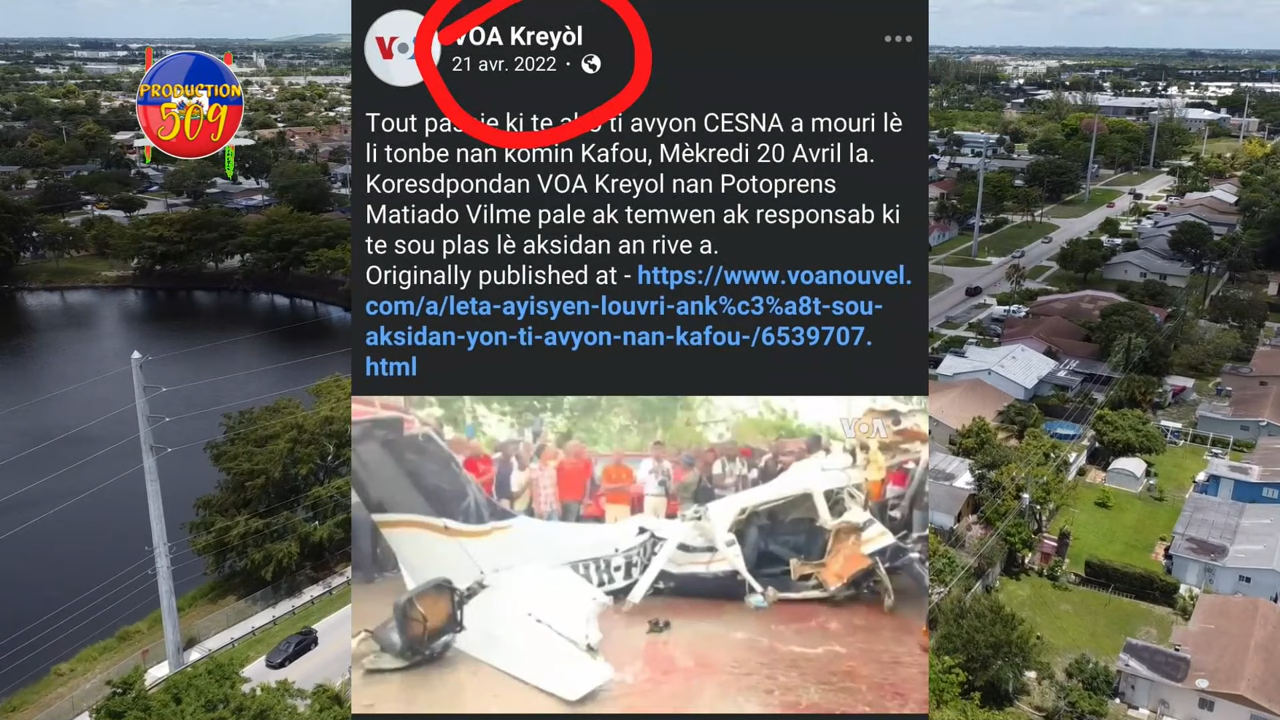 PRODUCTION
509
VOA Kreyòl
21 avr. 2022
ki te
ti avyon CESNA a mouri lè
li tonbe nan komin Kafou, Mèkredi 20 Avril la.
Koresdpondan VOA Kreyol nan Potoprens
Matiado Vilme pale ak temwen ak responsab ki
te sou plas lè aksidan an rive a.
Originally published at - https://www.voanouvel.
com/a/leta-ayisyen-louvri-ank%c3%a8t-sou-
aksidan-yon-ti-avyon-nan-kafou-/6539707.
html
VOA